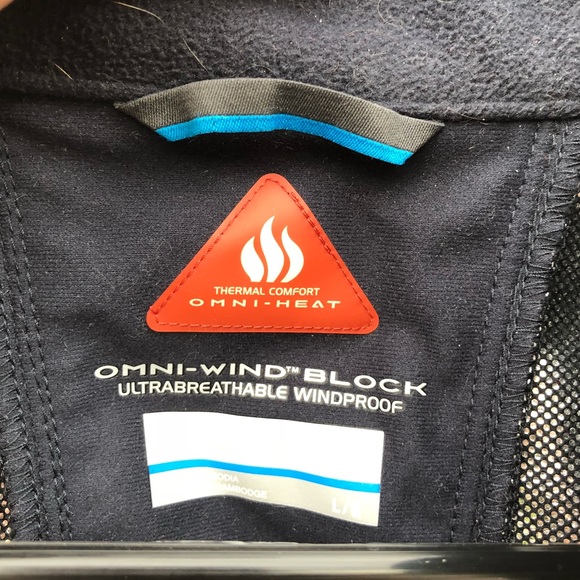 THERMAL COMFORT
OMNI-HEAT
OMNI-WIND™ BLOCK
ULTRABREATHABLE WINDPROOF